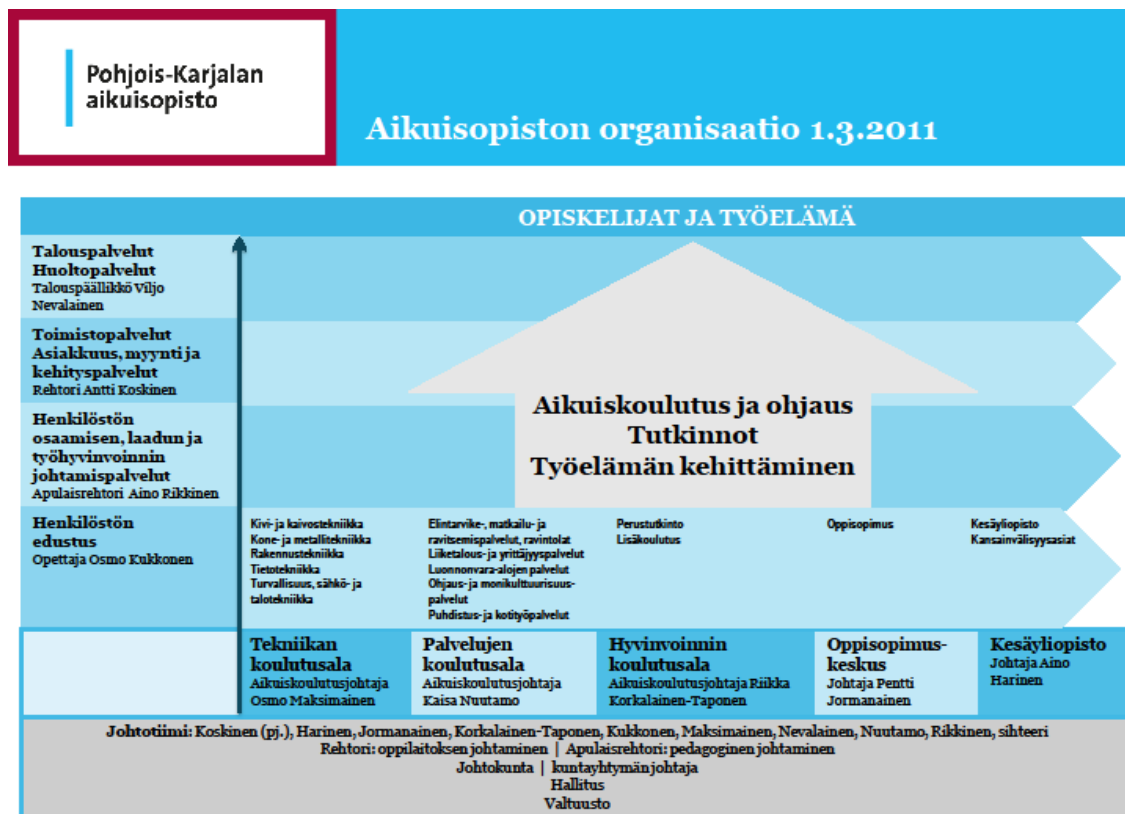 Pohjois-Karjalan
aikuisopisto
Aikuisopiston organisaatio 1.3.2011
OPISKELIJAT JA TYÖELÄMÄ
Talouspalvelut
Huoltopalvelut
Talouspäällikkö Viljo
Nevalainen
Toimistopalvelut
Asiakkuus, myynti ja
kehityspalvelut
Rehtori Antti Koskinen
Henkilöstön
osaamisen, laadun ja
työhyvinvoinnin
johtamispalvelut
Apulaisrehtori Aino Rikkinen
Henkilöstön
edustus
Opettaja Osmo Kukkonen
Aikuiskoulutus ja ohjaus
Tutkinnot
Työelämän kehittäminen
Kivi- ja kaivostekniikka
Kone- ja metallitekniikka
Rakennustekniikka
Tietotekniikka
Turvallisuus, sähkö- ja
talotekniikka
Elintarvike-, matkailu- ja
ravitsemispalvelut, ravintolat
Liiketalous- ja yrittäjyyspalvelut
Luonnonvara-alojen palvelut
Ohjaus- ja monikulttuurisuus-
palvelut
Puhdistus- ja kotityöpalvelut
Perustutkinto
Lisäkoulutus
Oppisopimus
Kesäyliopisto
Kansainvälisyysasiat
Tekniikan
koulutusala
Aikuiskoulutusjohtaja
Osmo Maksimainen
Palvelujen
koulutusala
Aikuiskoulutusjohtaja
Kaisa Nuutamo
Hyvinvoinnin
koulutusala
Aikuiskoulutusjohtaja Riikka
Korkalainen-Taponen
Oppisopimus-
keskus
Johtaja Pentti
Jormanainen
Kesäyliopisto
Johtaja Aino
Harinen
Johtotiimi: Koskinen (pj.), Harinen, Jormanainen, Korkalainen-Taponen, Kukkonen, Maksimainen, Nevalainen, Nuutamo, Rikkinen, sihteeri
Rehtori: oppilaitoksen johtaminen | Apulaisrehtori: pedagoginen johtaminen
Johtokunta | kuntayhtymän johtaja
Hallitus
Valtuusto